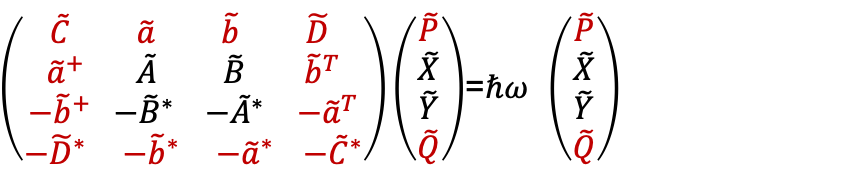 ( C̃ ã b̃ D̃ ) ( P̃ ) ( P̃ )
( ã⁺ Ã B̃ b̃ᵀ ) ( X̃ ) =ħω ( X̃ )
( −b̃⁺ −B̃* −Ã* −ãᵀ ) ( Ỹ ) ( Ỹ )
( −D̃* −b̃* −ã* −C̃* ) ( Q̃ ) ( Q̃ )